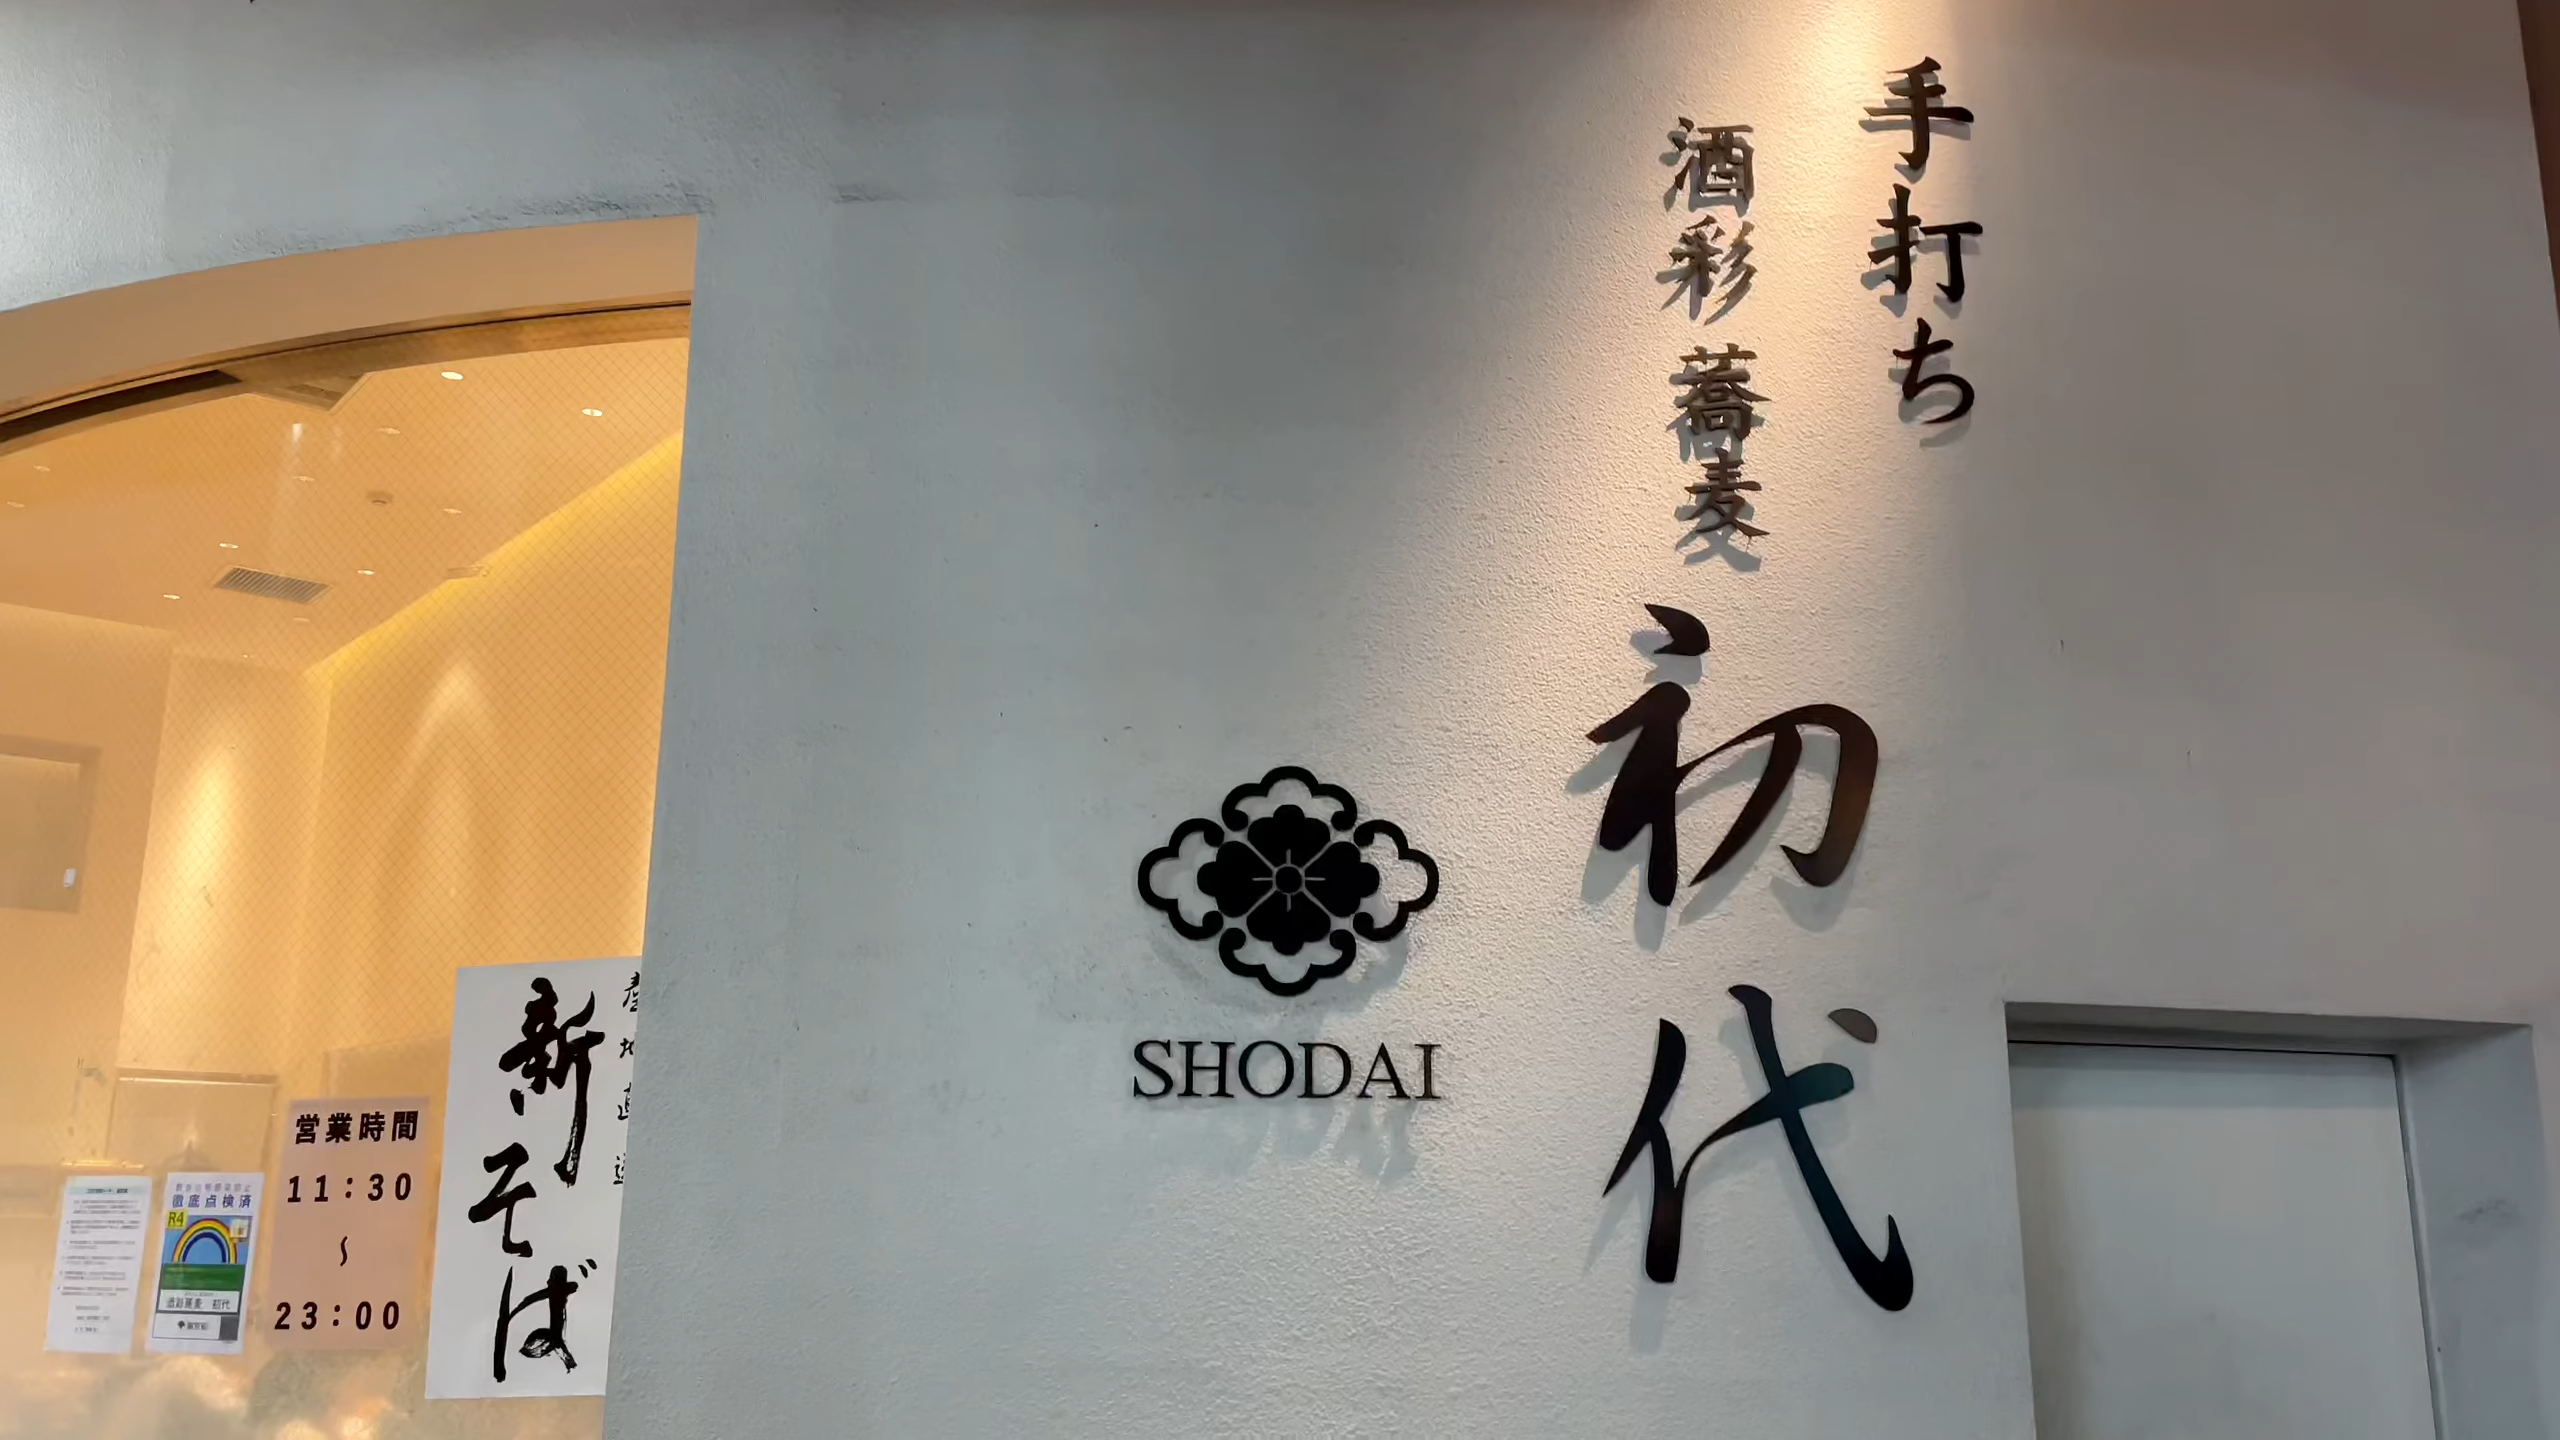 手打ち
酒彩蕎麦
初代
SHODAI
新そば
営業時間
11:30
～
23:00
徹底点検済
R4
酒彩蕎麦 初代